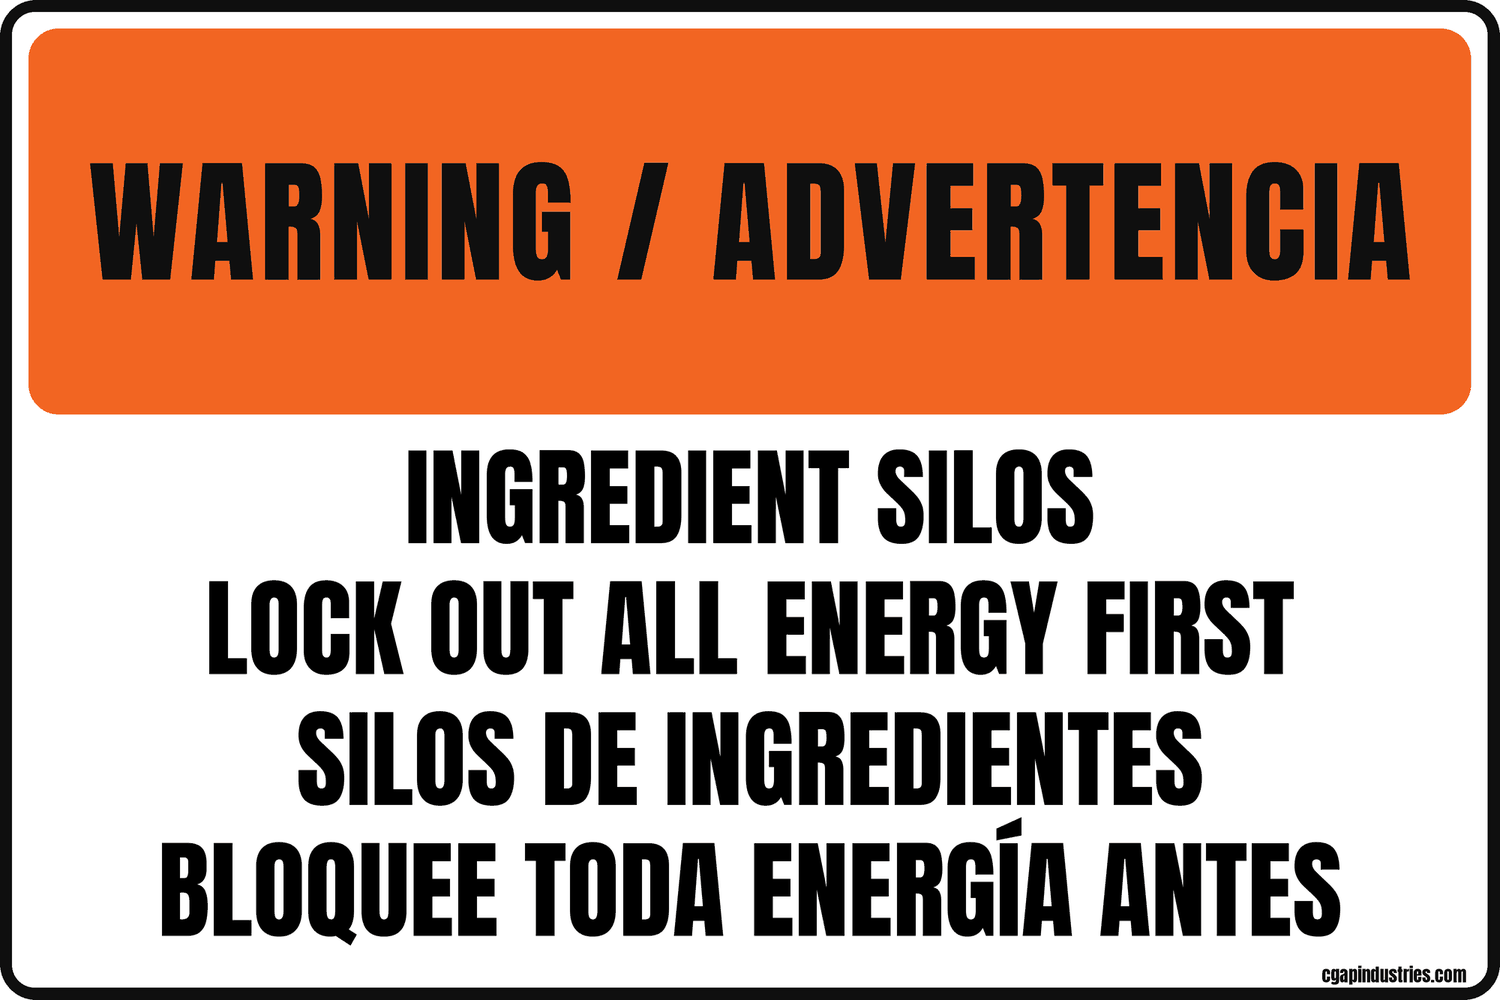 WARNING / ADVERTENCIA
INGREDIENT SILOS
LOCK OUT ALL ENERGY FIRST
SILOS DE INGREDIENTES
BLOQUEE TODA ENERGÍA ANTES
cgapindustries.com